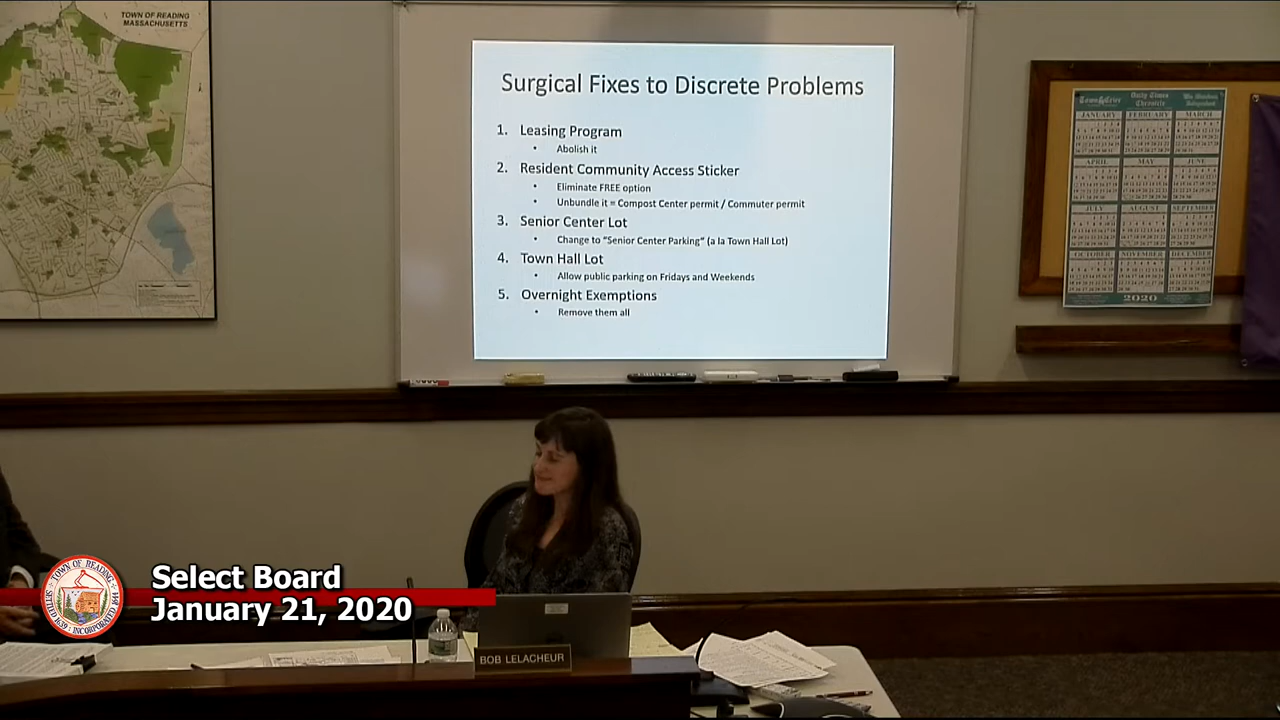 TOWN OF READING
MASSACHUSETTS
Surgical Fixes to Discrete Problems
1. Leasing Program
• Abolish it
2. Resident Community Access Sticker
• Eliminate FREE option
• Unbundle it = Compost Center permit / Commuter permit
3. Senior Center Lot
• Change to “Senior Center Parking” (a la Town Hall Lot)
4. Town Hall Lot
• Allow public parking on Fridays and Weekends
5. Overnight Exemptions
• Remove them all
Daily Times
Chronicle
JANUARY FEBRUARY MARCH
APRIL MAY JUNE
JULY AUGUST SEPTEMBER
OCTOBER NOVEMBER DECEMBER
2020
TOWN OF READING
SETTLED 1639 INCORPORATED 1644
Select Board
January 21, 2020
BOB LELACHEUR